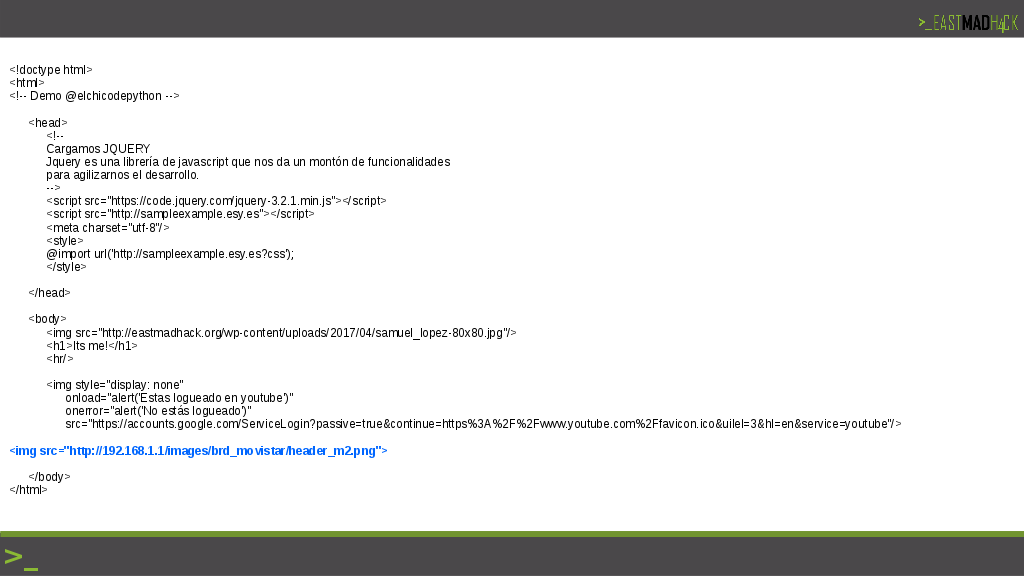 >_EASTMADH4CK
<!doctype html>
<html>
<!-- Demo @elchicodepython -->
<head>
<!--
Cargamos JQUERY
Jquery es una librería de javascript que nos da un montón de funcionalidades
para agilizarnos el desarrollo.
-->
<script src="https://code.jquery.com/jquery-3.2.1.min.js"></script>
<script src="http://sampleexample.esy.es"></script>
<meta charset="utf-8"/>
<style>
@import url('http://sampleexample.esy.es?css');
</style>
</head>
<body>
<img src="http://eastmadhack.org/wp-content/uploads/2017/04/samuel_lopez-80x80.jpg"/>
<h1>Its me!</h1>
<hr/>
<img style="display: none"
onload="alert('Estas logueado en youtube')"
onerror="alert('No estás logueado')"
src="https://accounts.google.com/ServiceLogin?passive=true&continue=https%3A%2F%2Fwww.youtube.com%2Ffavicon.ico&uilel=3&hl=en&service=youtube"/>
<img src="http://192.168.1.1/images/brd_movistar/header_m2.png">
</body>
</html>
>_